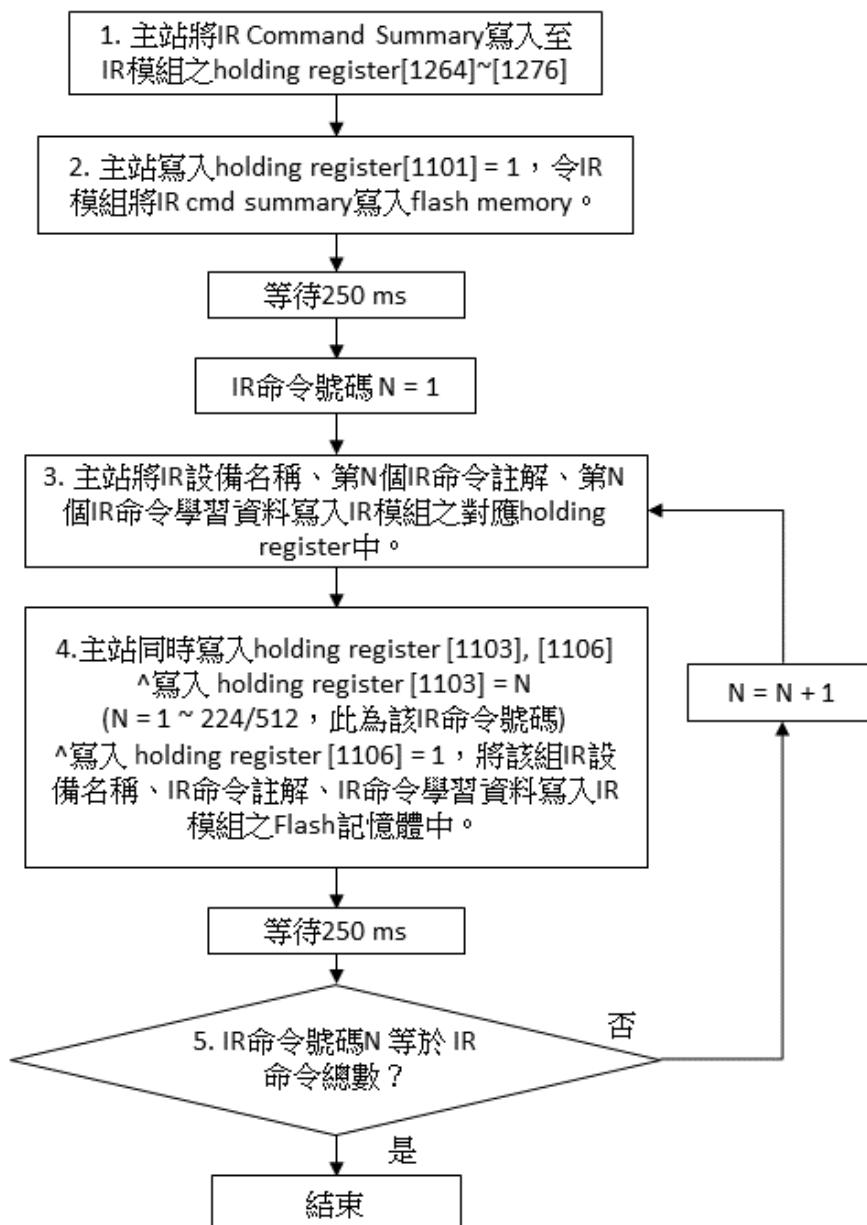 1. 主站將IR Command Summary寫入至
IR模組之holding register[1264]~[1276]
2. 主站寫入holding register[1101] = 1，令IR
模組將IR cmd summary寫入flash memory。
等待250 ms
IR命令號碼 N = 1
3. 主站將IR設備名稱、第N個IR命令註解、第N
個IR命令學習資料寫入IR模組之對應holding
register中。
4.主站同時寫入holding register [1103], [1106]
^寫入 holding register [1103] = N
(N = 1 ~ 224/512，此為該IR命令號碼)
^寫入 holding register [1106] = 1，將該組IR設
備名稱、IR命令註解、IR命令學習資料寫入IR
模組之Flash記憶體中。
N = N + 1
等待250 ms
5. IR命令號碼N 等於 IR
命令總數？
否
是
結束